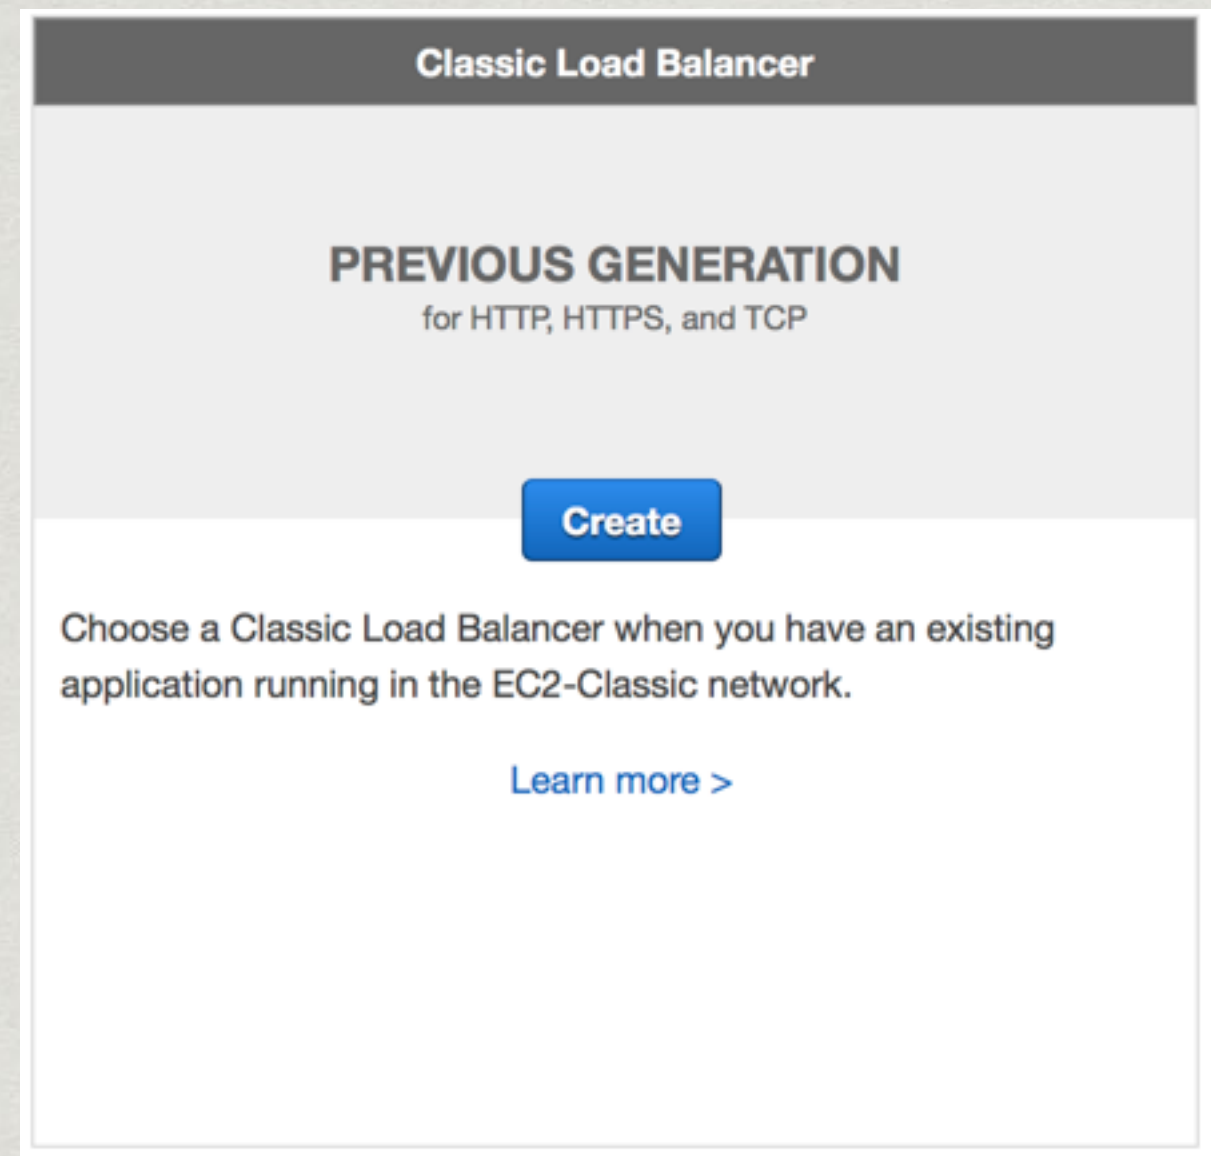 Classic Load Balancer
PREVIOUS GENERATION
for HTTP, HTTPS, and TCP
Create
Choose a Classic Load Balancer when you have an existing
application running in the EC2-Classic network.
Learn more >